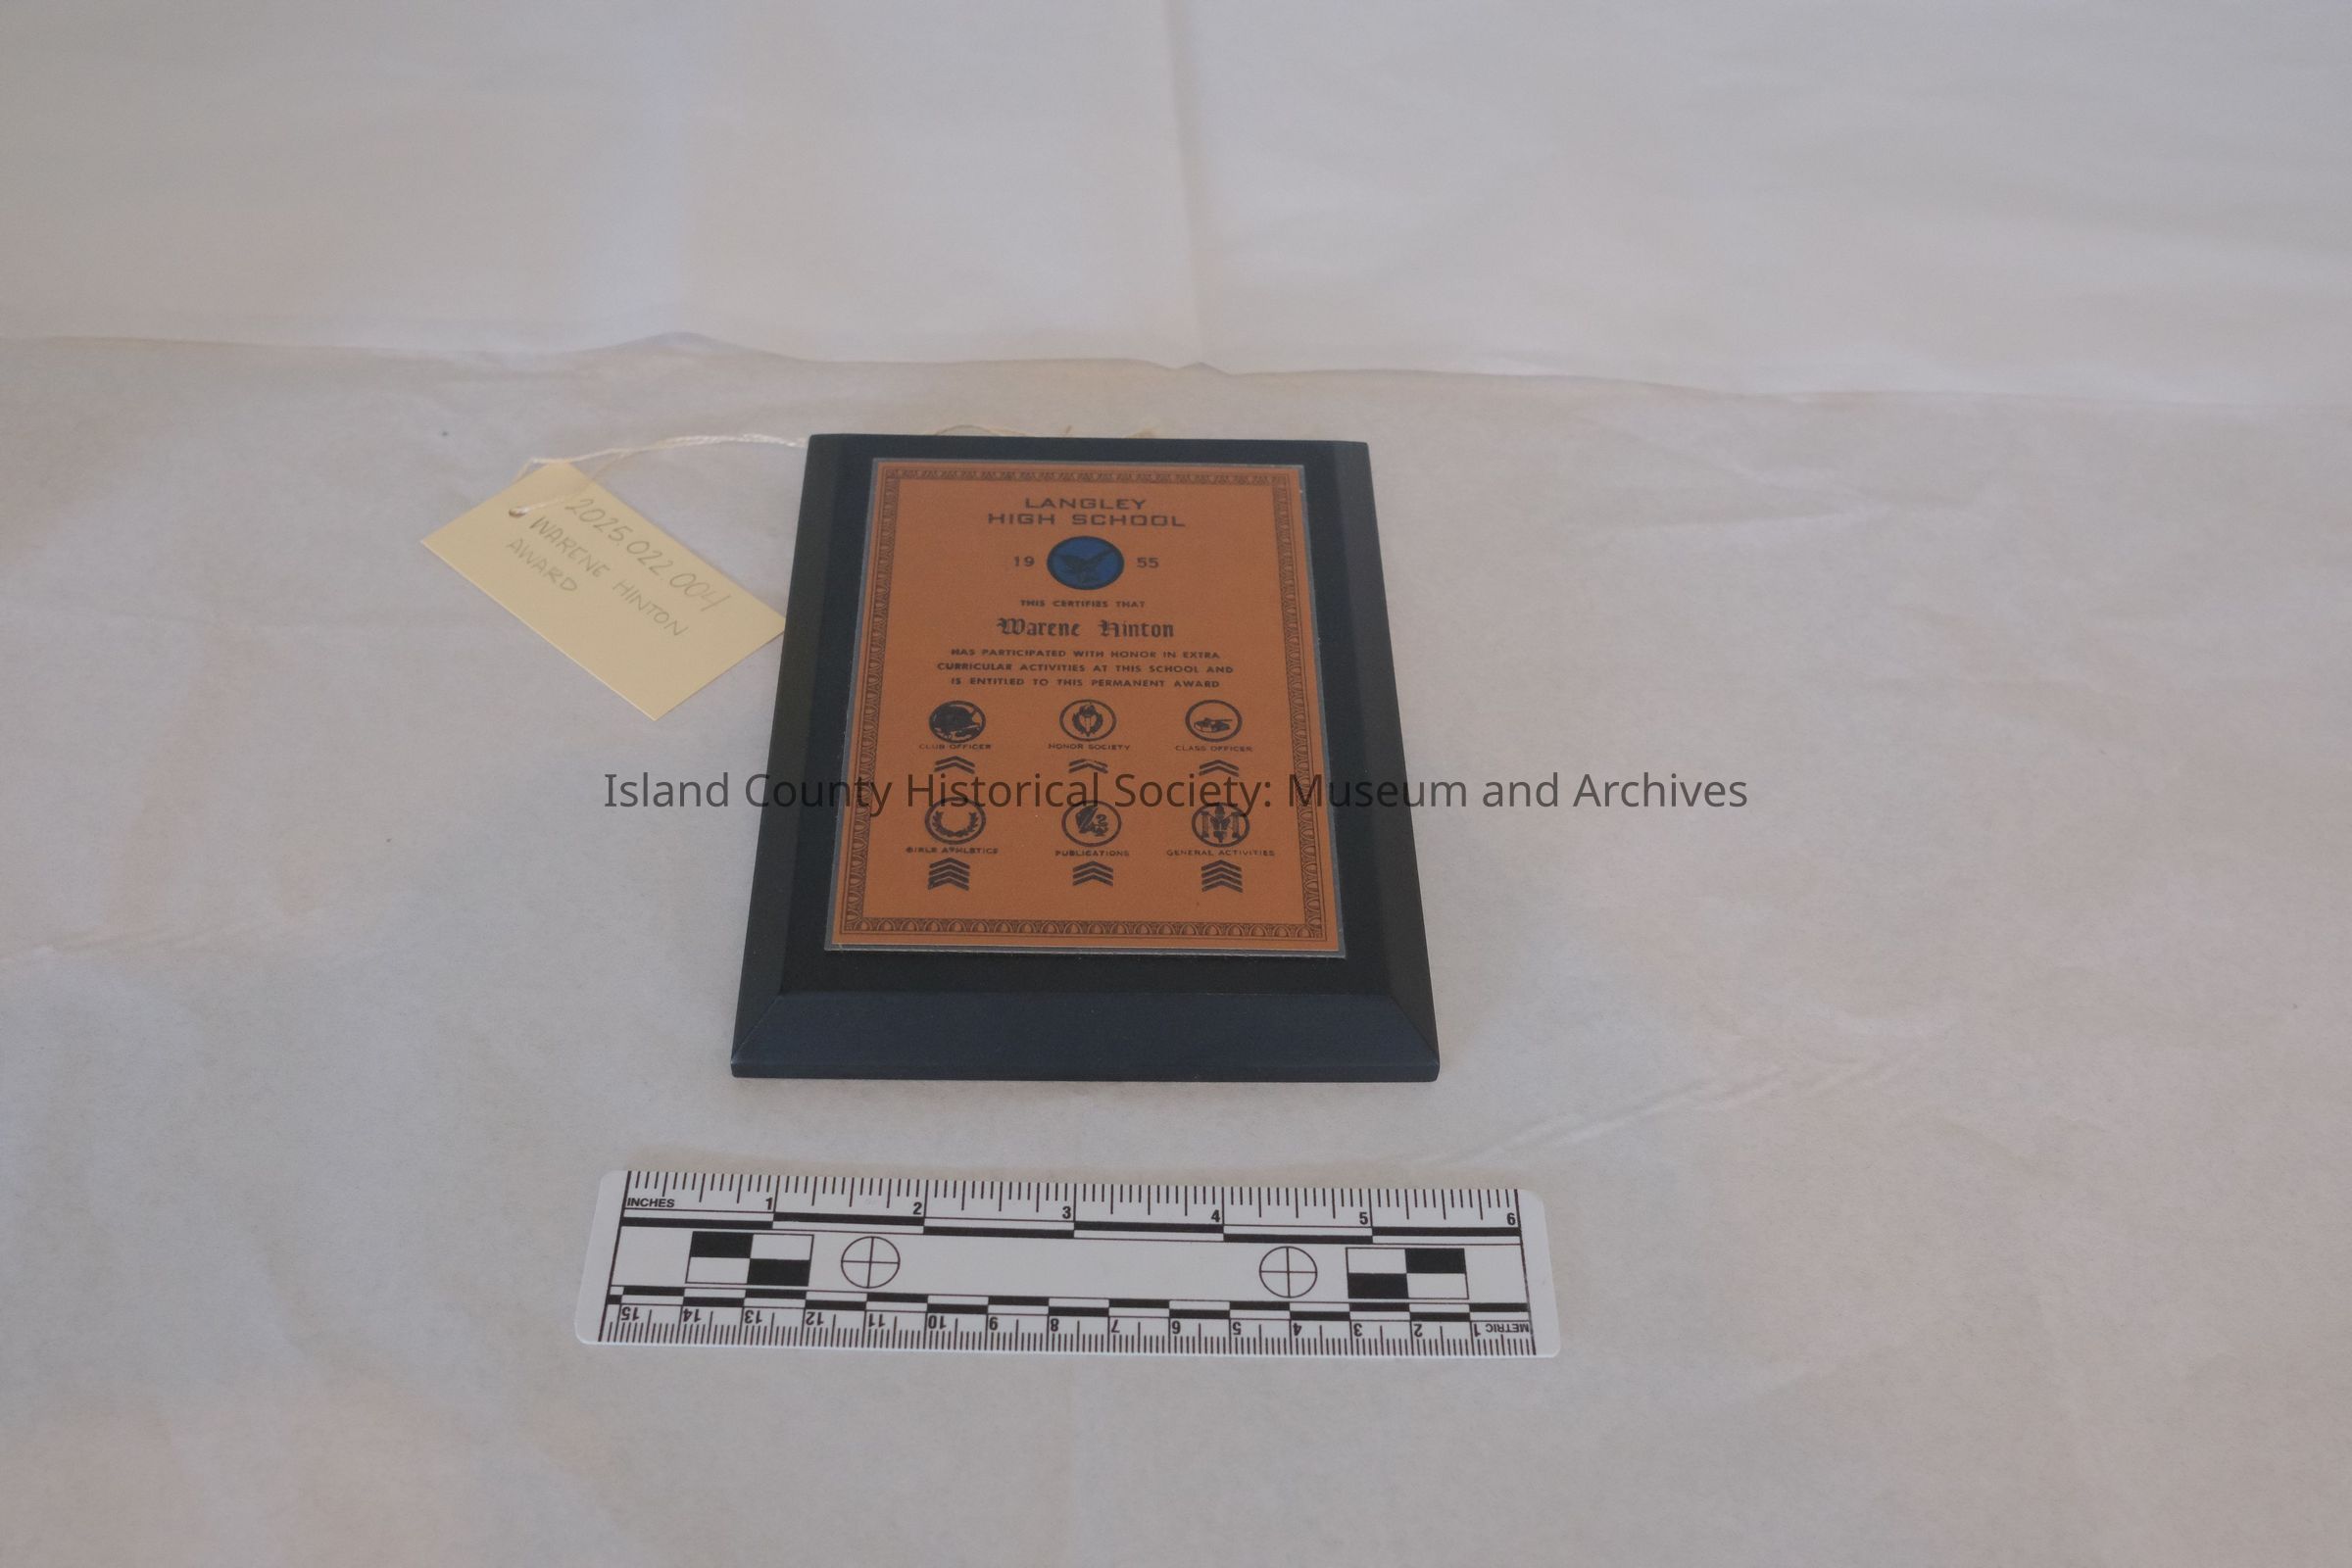 2025.022.004
WARENE HINTON
AWARD
LANGLEY
HIGH SCHOOL
19 55
THIS CERTIFIES THAT
Warene Hinton
HAS PARTICIPATED WITH HONOR IN EXTRA
CURRICULAR ACTIVITIES AT THIS SCHOOL AND
IS ENTITLED TO THIS PERMANENT AWARD
CLUB OFFICER HONOR SOCIETY CLASS OFFICER
Island County Historical Society: Museum and Archives
GIRLS ATHLETICS PUBLICATIONS GENERAL ACTIVITIES
INCHES 1 2 3 4 5 6
15 14 13 12 11 10 9 8 7 6 5 4 3 2 1 METRIC